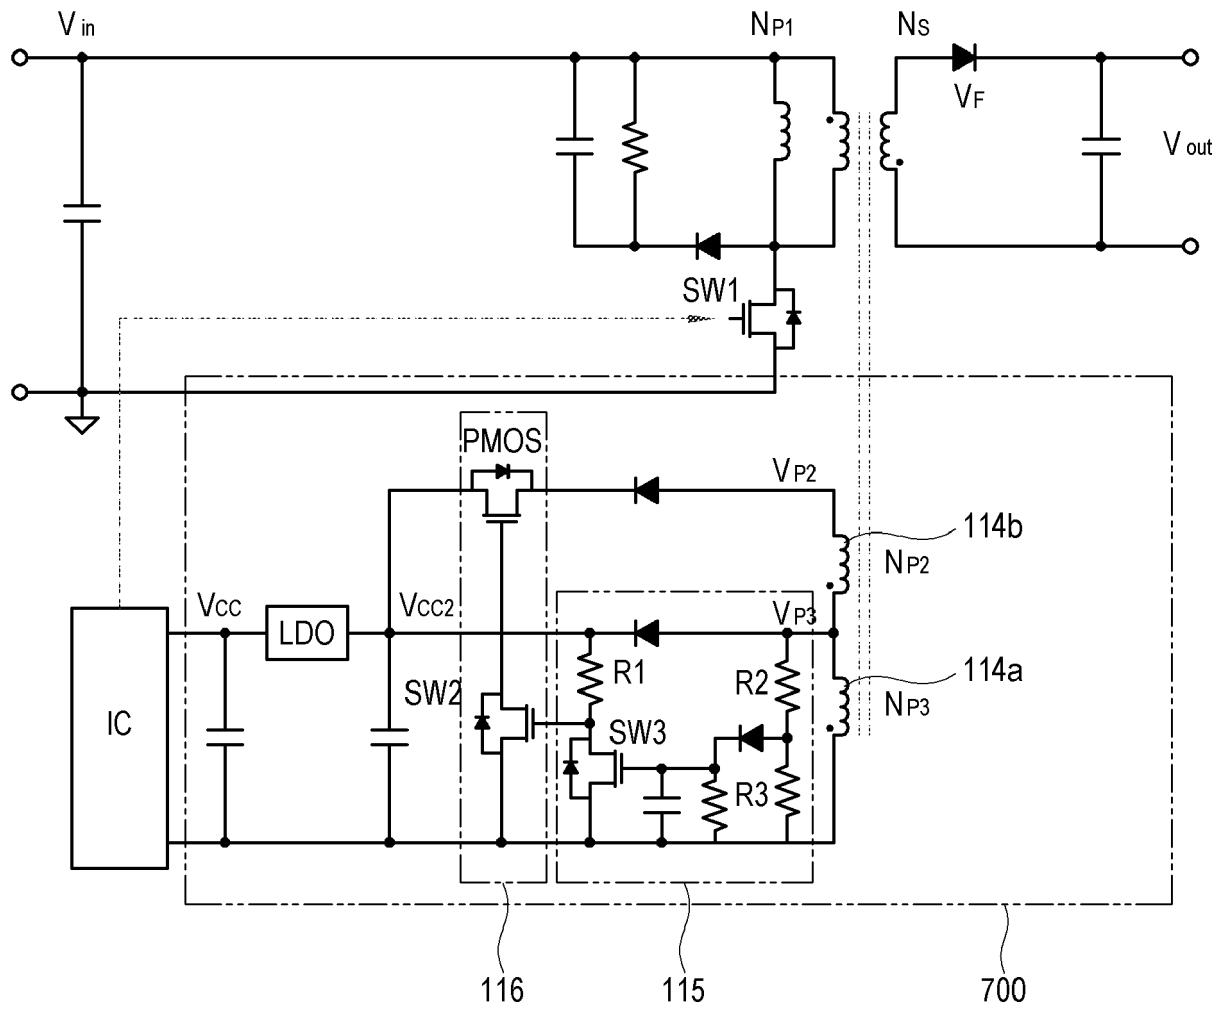 Vin
NP1
NS
VF
Vout
SW1
PMOS
VP2
114b
NP2
VCC
LDO
VCC2
VP3
R1
R2
114a
NP3
SW2
SW3
IC
R3
116
115
700